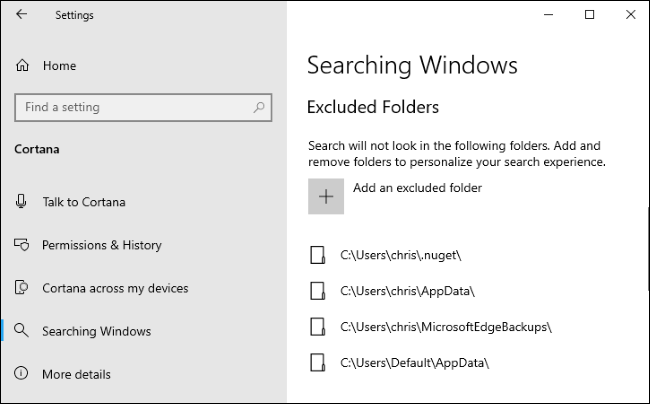 Settings
Home
Find a setting
Cortana
Talk to Cortana
Permissions & History
Cortana across my devices
Searching Windows
More details
Searching Windows
Excluded Folders
Search will not look in the following folders. Add and
remove folders to personalize your search experience.
Add an excluded folder
C:\Users\chris\.nuget\
C:\Users\chris\AppData\
C:\Users\chris\MicrosoftEdgeBackups\
C:\Users\Default\AppData\